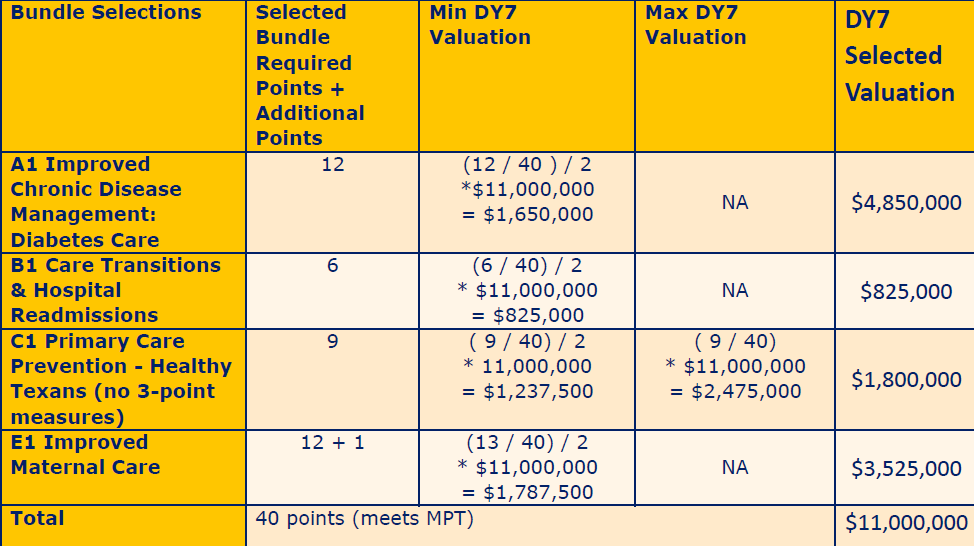 Bundle Selections
Selected
Bundle
Required
Points +
Additional
Points
Min DY7
Valuation
Max DY7
Valuation
DY7
Selected
Valuation
A1 Improved
Chronic Disease
Management:
Diabetes Care
12
(12 / 40 ) / 2
*$11,000,000
= $1,650,000
NA
$4,850,000
B1 Care Transitions
& Hospital
Readmissions
6
(6 / 40) / 2
* $11,000,000
= $825,000
NA
$825,000
C1 Primary Care
Prevention - Healthy
Texans (no 3-point
measures)
9
( 9 / 40) / 2
* 11,000,000
= $1,237,500
( 9 / 40)
* $11,000,000
= $2,475,000
$1,800,000
E1 Improved
Maternal Care
12 + 1
(13 / 40) / 2
* $11,000,000
= $1,787,500
NA
$3,525,000
Total
40 points (meets MPT)
$11,000,000